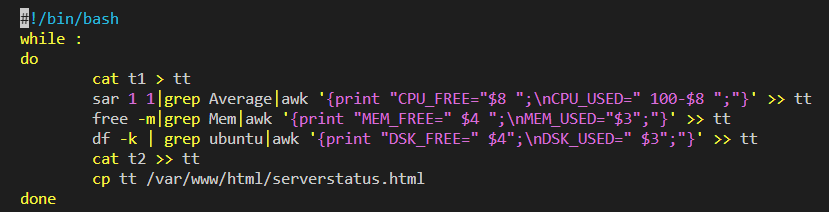 #!/bin/bash
while :
do
        cat t1 > tt
        sar 1 1|grep Average|awk '{print "CPU_FREE="$8 ";\nCPU_USED=" 100-$8 ";"}' >> tt
        free -m|grep Mem|awk '{print "MEM_FREE=" $4 ";\nMEM_USED="$3";"}' >> tt
        df -k | grep ubuntu|awk '{print "DSK_FREE=" $4";\nDSK_USED=" $3";"}' >> tt
        cat t2 >> tt
        cp tt /var/www/html/serverstatus.html
done